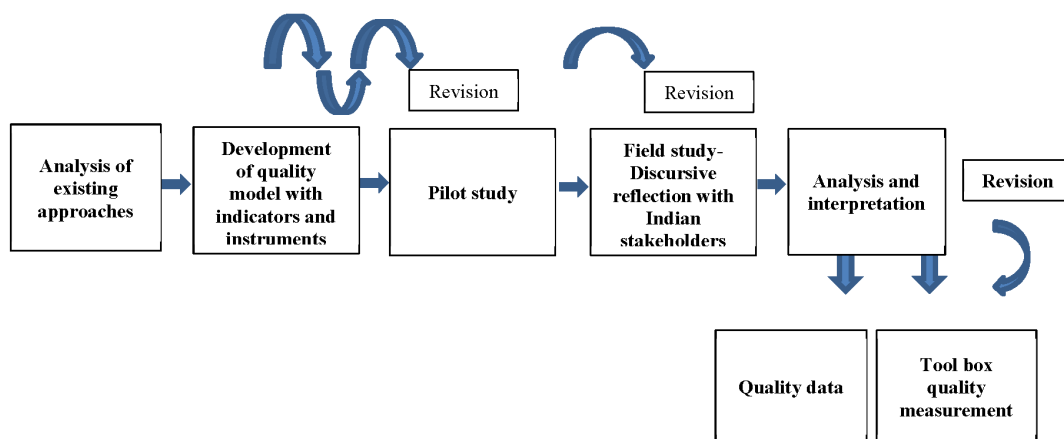 Revision
Revision
Analysis of
existing
approaches
Development
of quality
model with
indicators and
instruments
Pilot study
Field study-
Discursive
reflection with
Indian
stakeholders
Analysis and
interpretation
Revision
Quality data
Tool box
quality
measurement